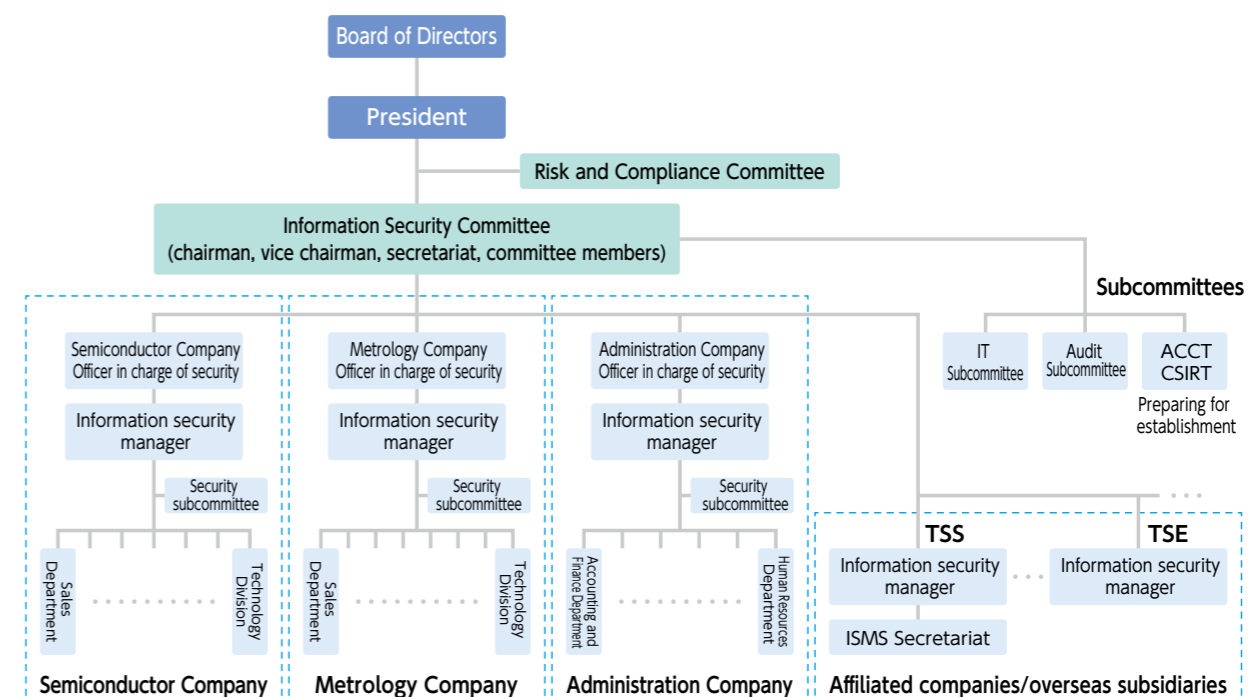 Board of Directors
President
Risk and Compliance Committee
Information Security Committee
(chairman, vice chairman, secretariat, committee members)
Subcommittees
IT
Subcommittee
Audit
Subcommittee
ACCT
CSIRT
Preparing for
establishment
Semiconductor Company
Officer in charge of security
Information security
manager
Security
subcommittee
Sales
Department
Technology
Division
Semiconductor Company
Metrology Company
Officer in charge of security
Information security
manager
Security
subcommittee
Sales
Department
Technology
Division
Metrology Company
Administration Company
Officer in charge of security
Information security
manager
Security
subcommittee
Accounting and
Finance Department
Human Resources
Department
Administration Company
TSS
Information security
manager
ISMS Secretariat
TSE
Information security
manager
Affiliated companies/overseas subsidiaries